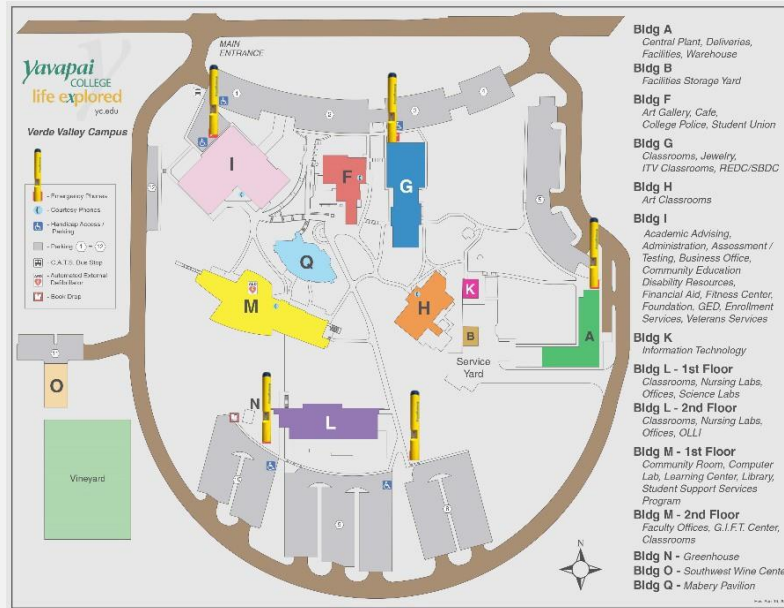 Yavapai
COLLEGE
life explored
yc.edu
Verde Valley Campus
- Emergency Phones
- Courtesy Phones
- Handicap Access /
Parking
- Parking 1 - 12
- C.A.T.S. Bus Stop
- Automated External
Defibrillator
- Book Drop
MAIN
ENTRANCE
I
F
G
Q
M
H
K
B
A
Service
Yard
O
N
L
Vineyard
N
Bldg A
Central Plant, Deliveries,
Facilities, Warehouse
Bldg B
Facilities Storage Yard
Bldg F
Art Gallery, Cafe,
College Police, Student Union
Bldg G
Classrooms, Jewelry,
ITV Classrooms, REDC/SBDC
Bldg H
Art Classrooms
Bldg I
Academic Advising,
Administration, Assessment /
Testing, Business Office,
Community Education
Disability Resources,
Financial Aid, Fitness Center,
Foundation, GED, Enrollment
Services, Veterans Services
Bldg K
Information Technology
Bldg L - 1st Floor
Classrooms, Nursing Labs,
Offices, Science Labs
Bldg L - 2nd Floor
Classrooms, Nursing Labs,
Offices, OLLI
Bldg M - 1st Floor
Community Room, Computer
Lab, Learning Center, Library,
Student Support Services
Program
Bldg M - 2nd Floor
Faculty Offices, G.I.F.T. Center,
Classrooms
Bldg N - Greenhouse
Bldg O - Southwest Wine Cente
Bldg Q - Mabery Pavilion